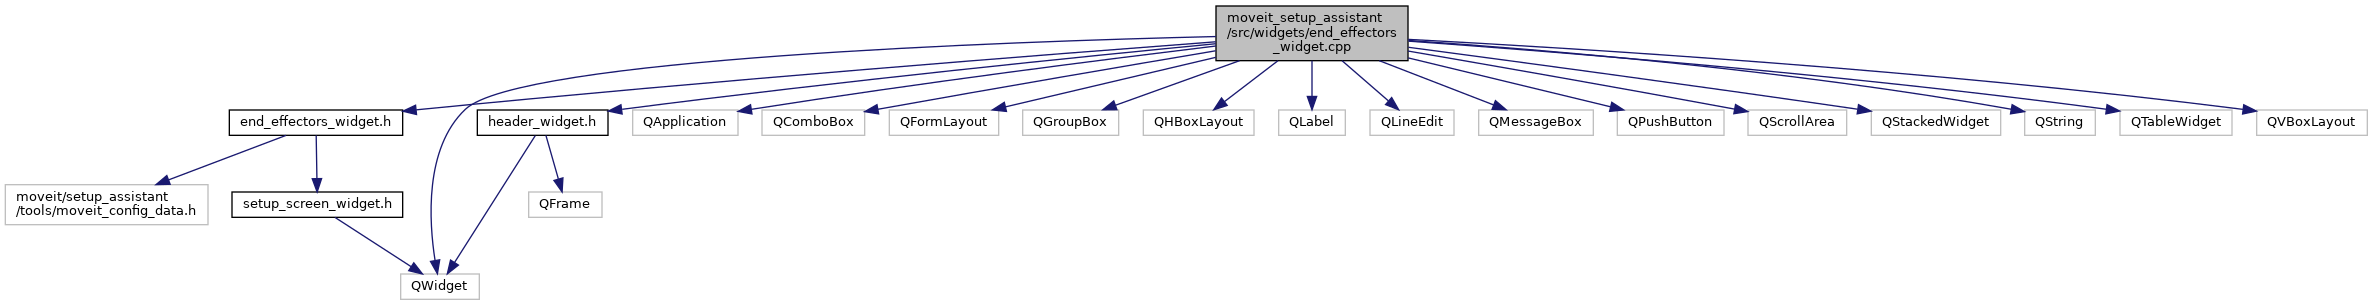 moveit_setup_assistant
/src/widgets/end_effectors
_widget.cpp
end_effectors_widget.h
header_widget.h
QApplication
QComboBox
QFormLayout
QGroupBox
QHBoxLayout
QLabel
QLineEdit
QMessageBox
QPushButton
QScrollArea
QStackedWidget
QString
QTableWidget
QVBoxLayout
moveit/setup_assistant
/tools/moveit_config_data.h
setup_screen_widget.h
QFrame
QWidget